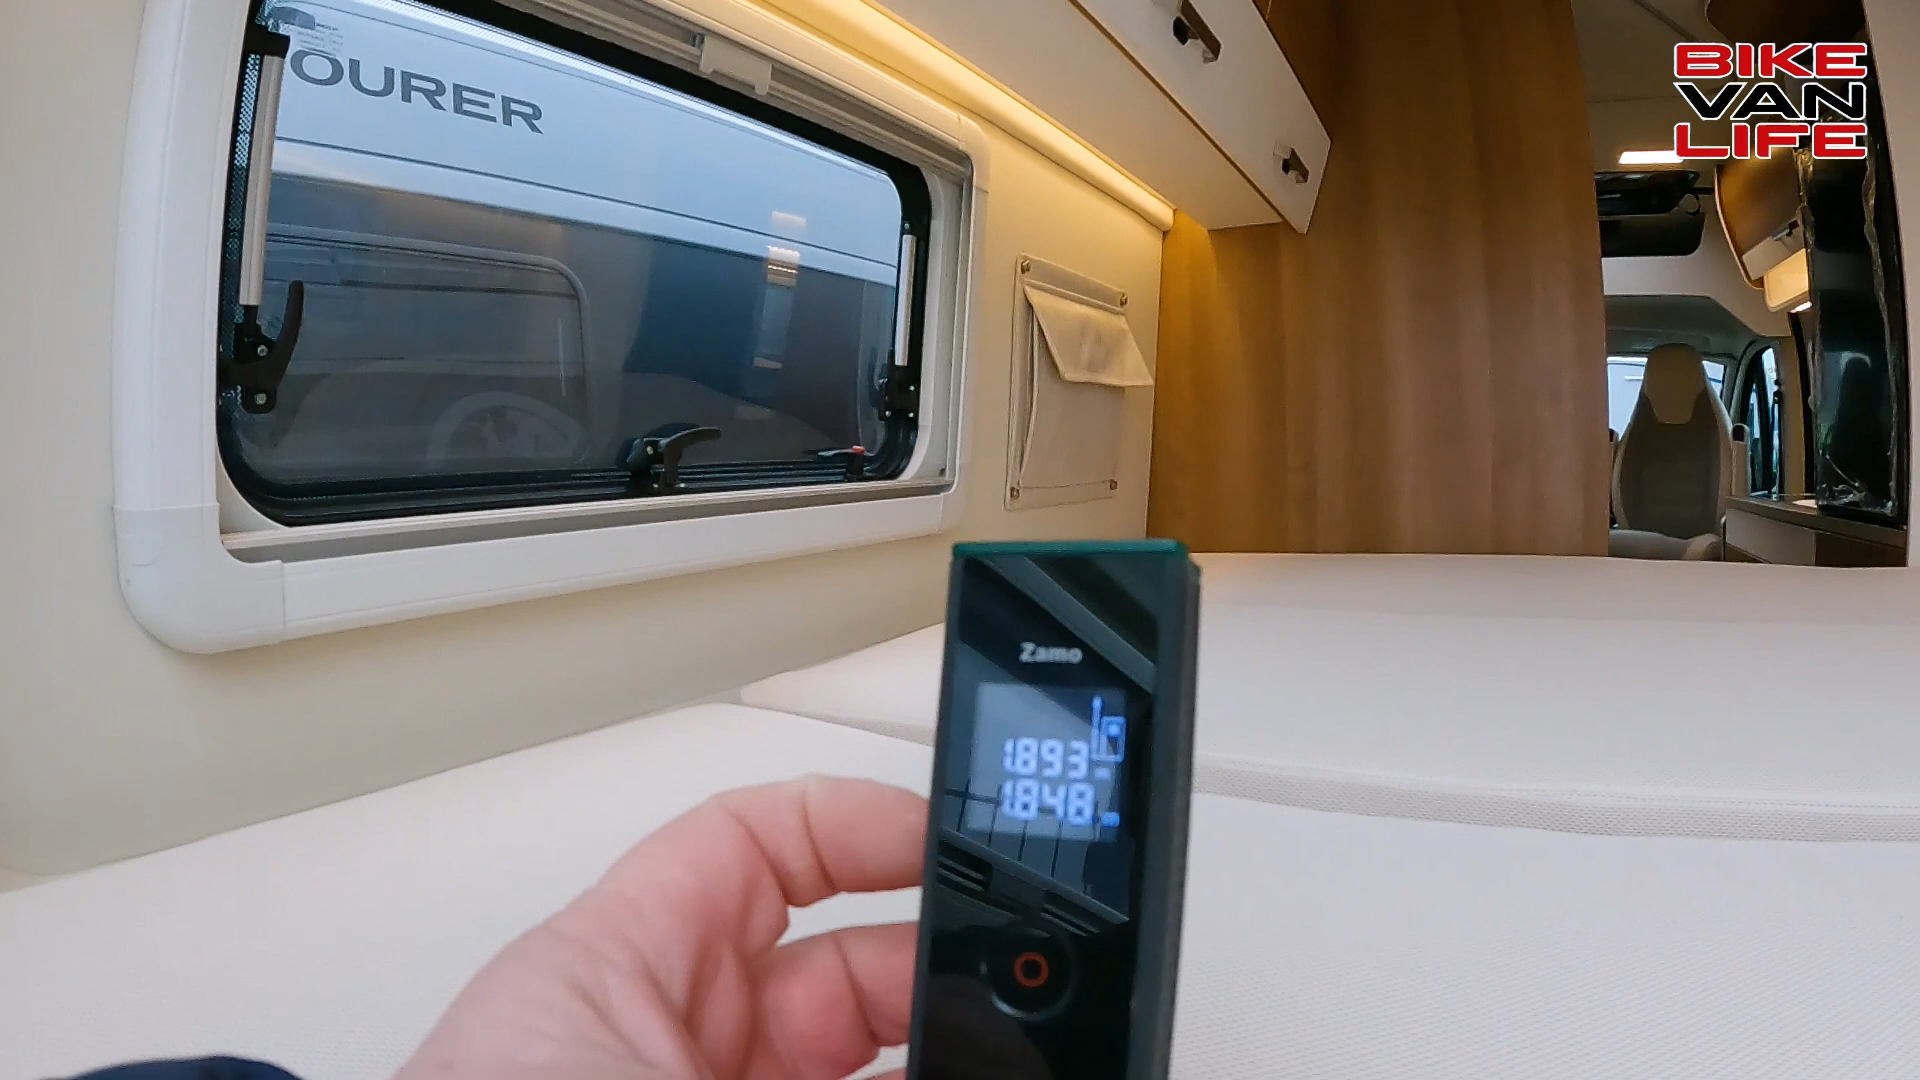 OURER
BIKE
VAN
LIFE
Zamo
1.893 m
1.848 m